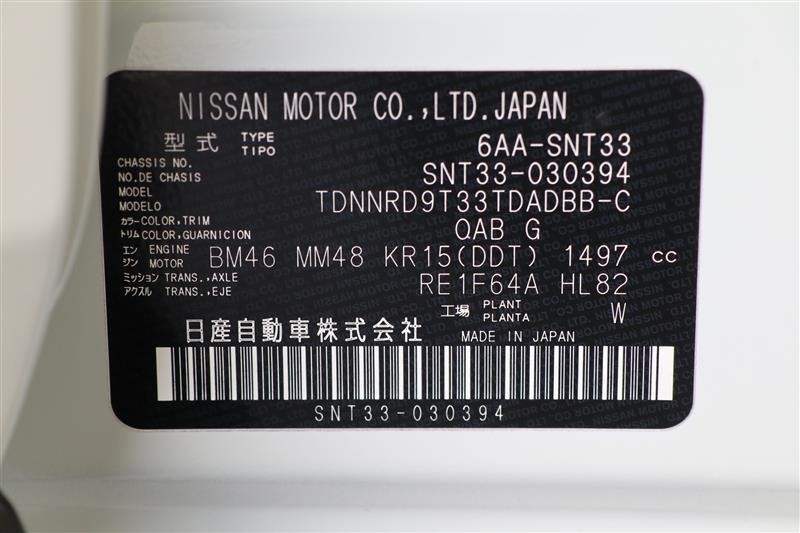 NISSAN MOTOR CO.,LTD.JAPAN
型式 TYPE TIPO 6AA-SNT33
CHASSIS NO.
NO.DE CHASIS SNT33-030394
MODEL
MODELO TDNNRD9T33TDADBB-C
カラー COLOR,TRIM
トリム COLOR,GUARNICION QAB G
エンジン ENGINE MOTOR BM46 MM48 KR15(DDT) 1497 cc
ミッション TRANS.,AXLE
アクスル TRANS.,EJE RE1F64A HL82
工場 PLANT PLANTA W
日産自動車株式会社 MADE IN JAPAN
SNT33-030394